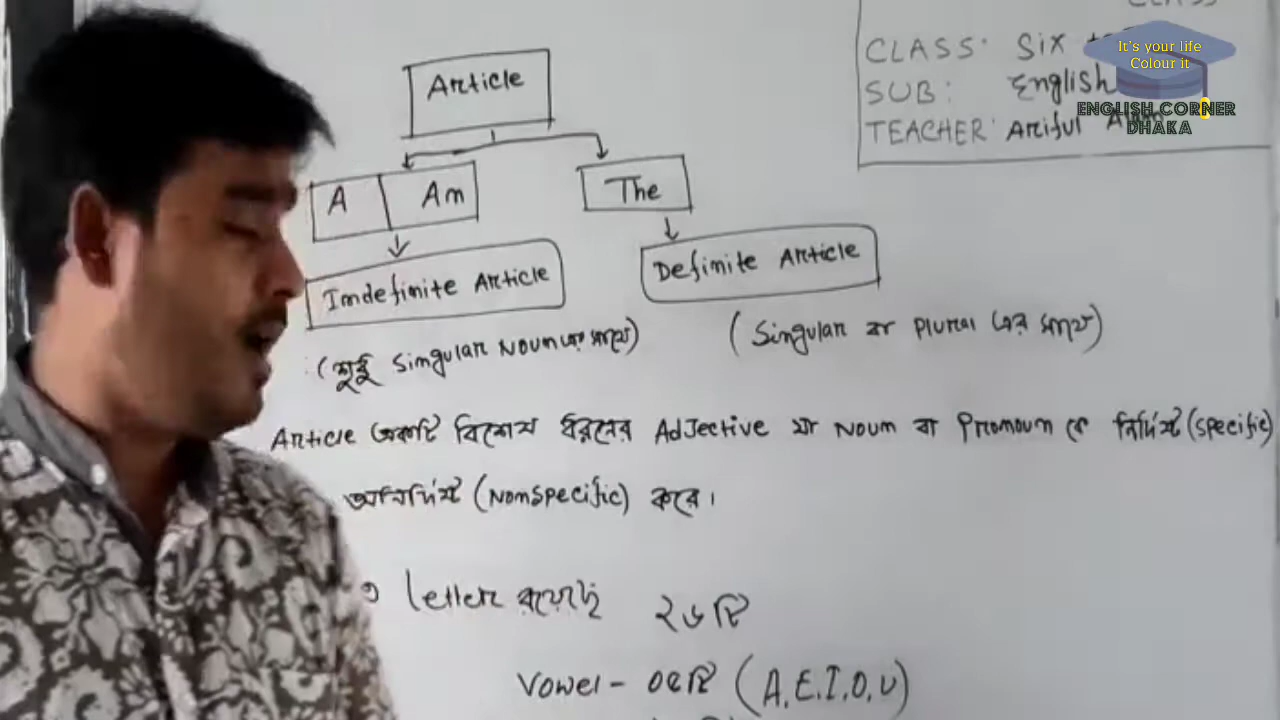 CLASS
CLASS: Six
SUB: English
TEACHER: Ariful
It's your life
Colour it
ENGLISH CORNER
DHAKA
Article
A An
The
Indefinite Article
Definite Article
(শুধু Singular Noun এর সাথে)
(Singular বা Plural এর সাথে)
Article একটি বিশেষ ধরনের Adjective যা Noun বা Pronoun কে নির্দিষ্ট (specific)
অনির্দিষ্ট (Nonspecific) করে।
letter রয়েছে ২৬টি
Vowel - ০৫টি (A, E, I, O, U)